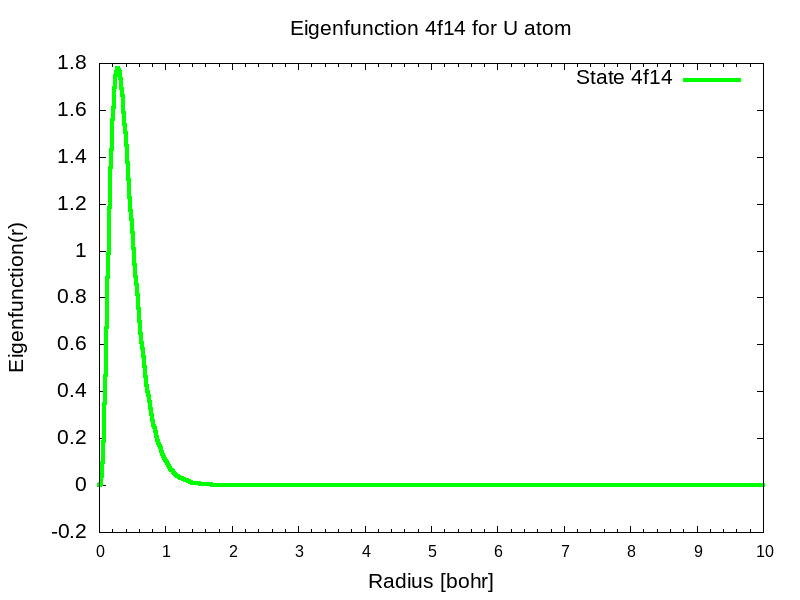 Eigenfunction 4f14 for U atom
State 4f14
1.8
1.6
1.4
1.2
1
0.8
0.6
0.4
0.2
0
-0.2
Eigenfunction(r)
0 1 2 3 4 5 6 7 8 9 10
Radius [bohr]